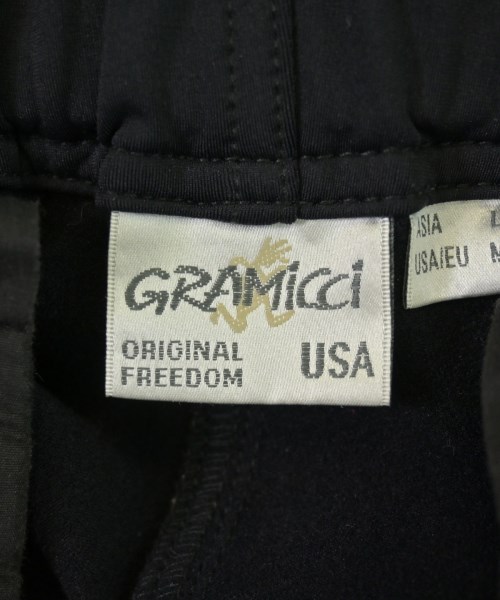 GRAMiCCi
ORIGINAL
FREEDOM
USA
ASIA
USA/EU M